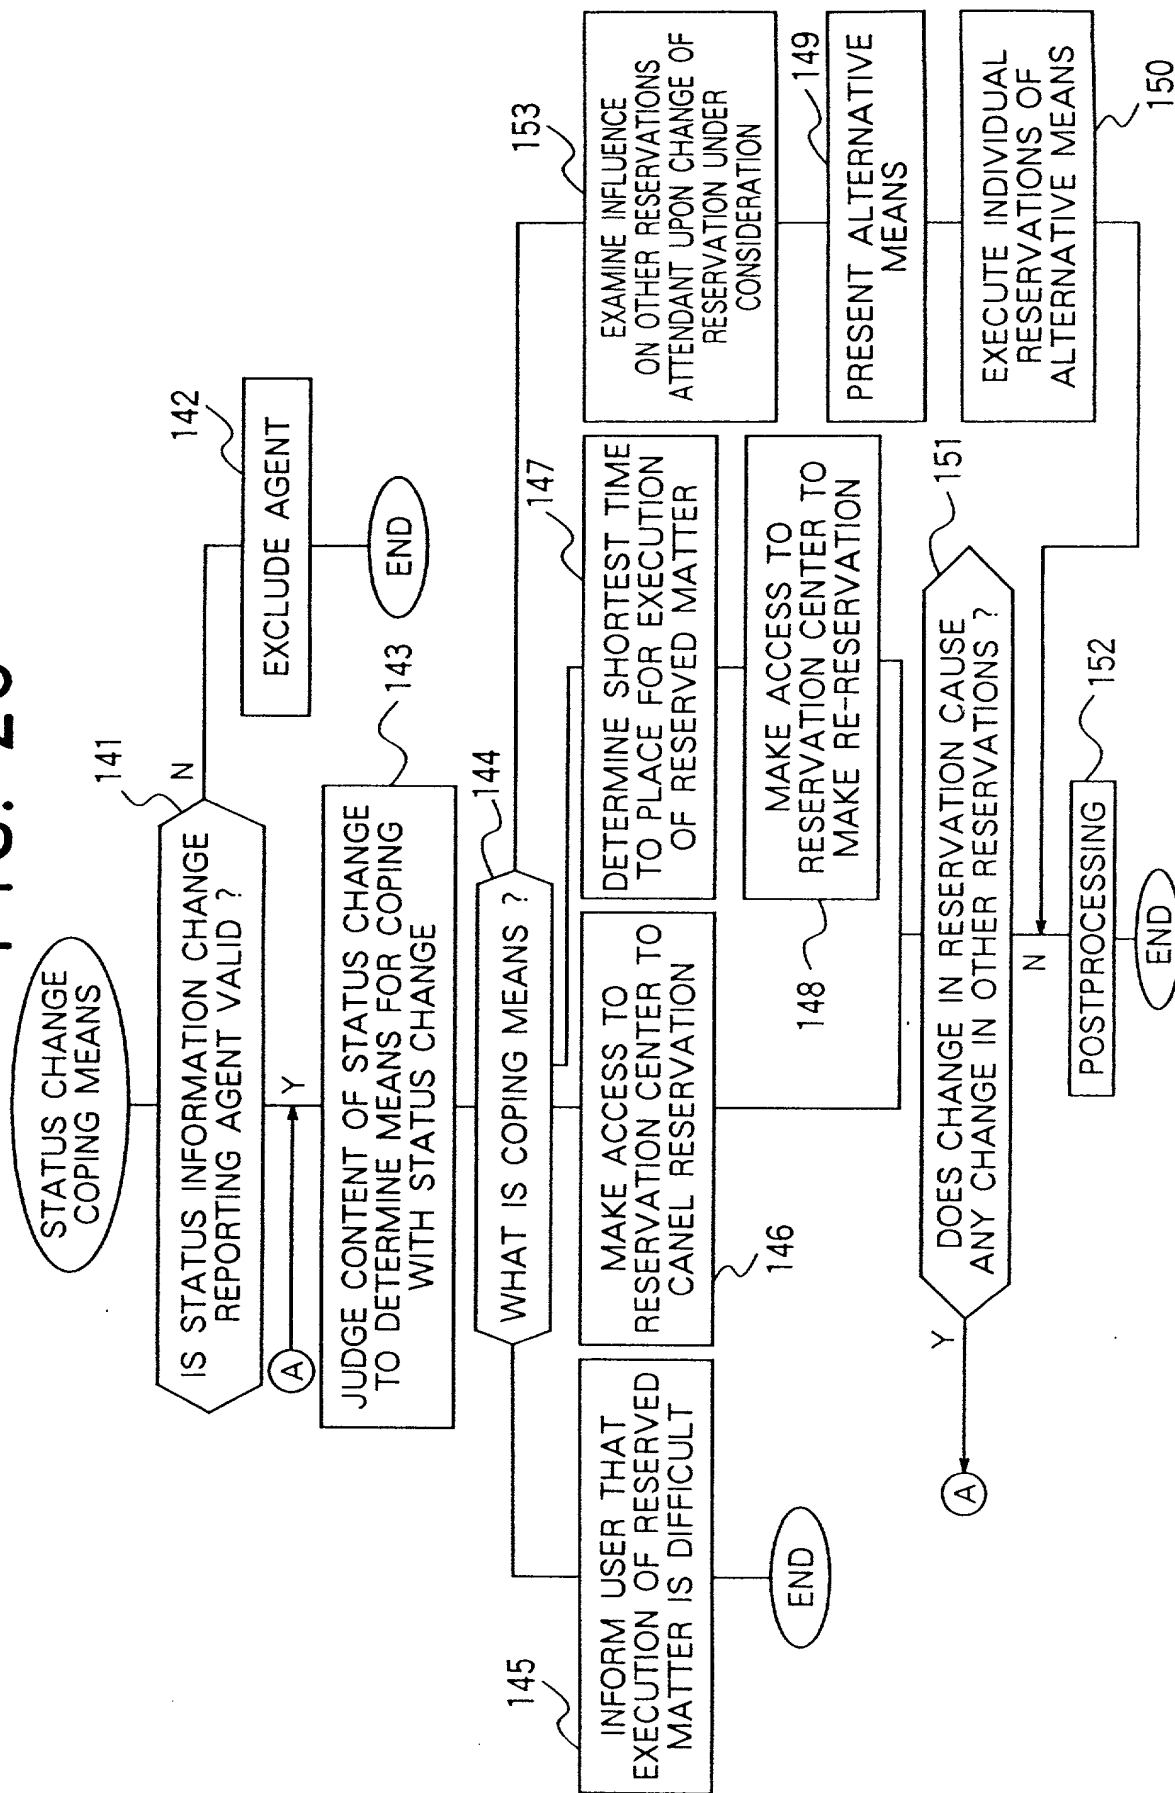 STATUS CHANGE
COPING MEANS
141
IS STATUS INFORMATION CHANGE
REPORTING AGENT VALID ?
N
142
EXCLUDE AGENT
END
Y
A
143
JUDGE CONTENT OF STATUS CHANGE
TO DETERMINE MEANS FOR COPING
WITH STATUS CHANGE
144
WHAT IS COPING MEANS ?
145
INFORM USER THAT
EXECUTION OF RESERVED
MATTER IS DIFFICULT
END
MAKE ACCESS TO
RESERVATION CENTER TO
CANEL RESERVATION
146
147
DETERMINE SHORTEST TIME
TO PLACE FOR EXECUTION
OF RESERVED MATTER
MAKE ACCESS TO
RESERVATION CENTER TO
MAKE RE-RESERVATION
148
153
EXAMINE INFLUENCE
ON OTHER RESERVATIONS
ATTENDANT UPON CHANGE OF
RESERVATION UNDER
CONSIDERATION
149
PRESENT ALTERNATIVE
MEANS
EXECUTE INDIVIDUAL
RESERVATIONS OF
ALTERNATIVE MEANS
150
151
DOES CHANGE IN RESERVATION CAUSE
ANY CHANGE IN OTHER RESERVATIONS ?
Y
A
N
152
POSTPROCESSING
END